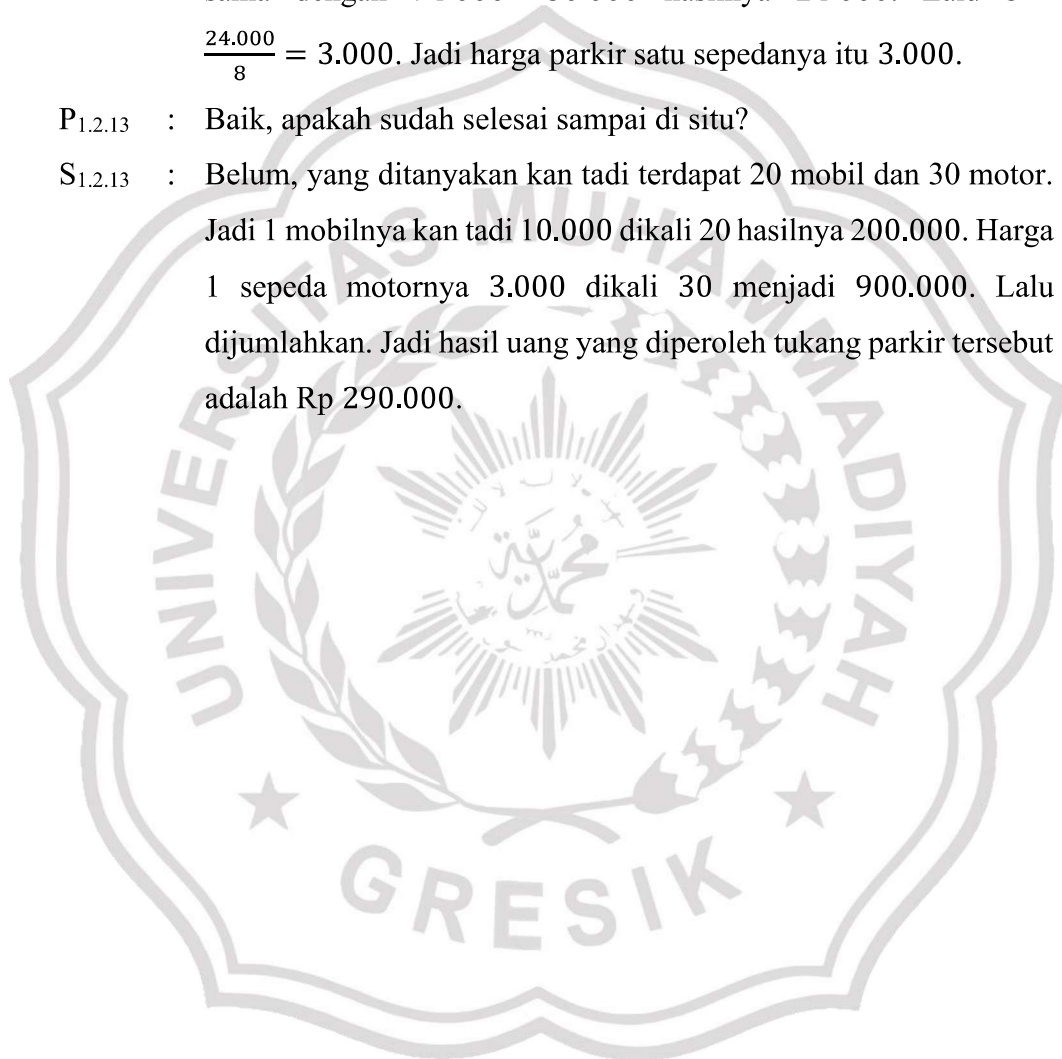 24.000
8 = 3.000. Jadi harga parkir satu sepedanya itu 3.000.
P1.2.13 : Baik, apakah sudah selesai sampai di situ?
S1.2.13 : Belum, yang ditanyakan kan tadi terdapat 20 mobil dan 30 motor.
Jadi 1 mobilnya kan tadi 10.000 dikali 20 hasilnya 200.000. Harga
1 sepeda motornya 3.000 dikali 30 menjadi 900.000. Lalu
dijumlahkan. Jadi hasil uang yang diperoleh tukang parkir tersebut
adalah Rp 290.000.
UNIVERSITAS MUHAMMADIYAH
GRESIK